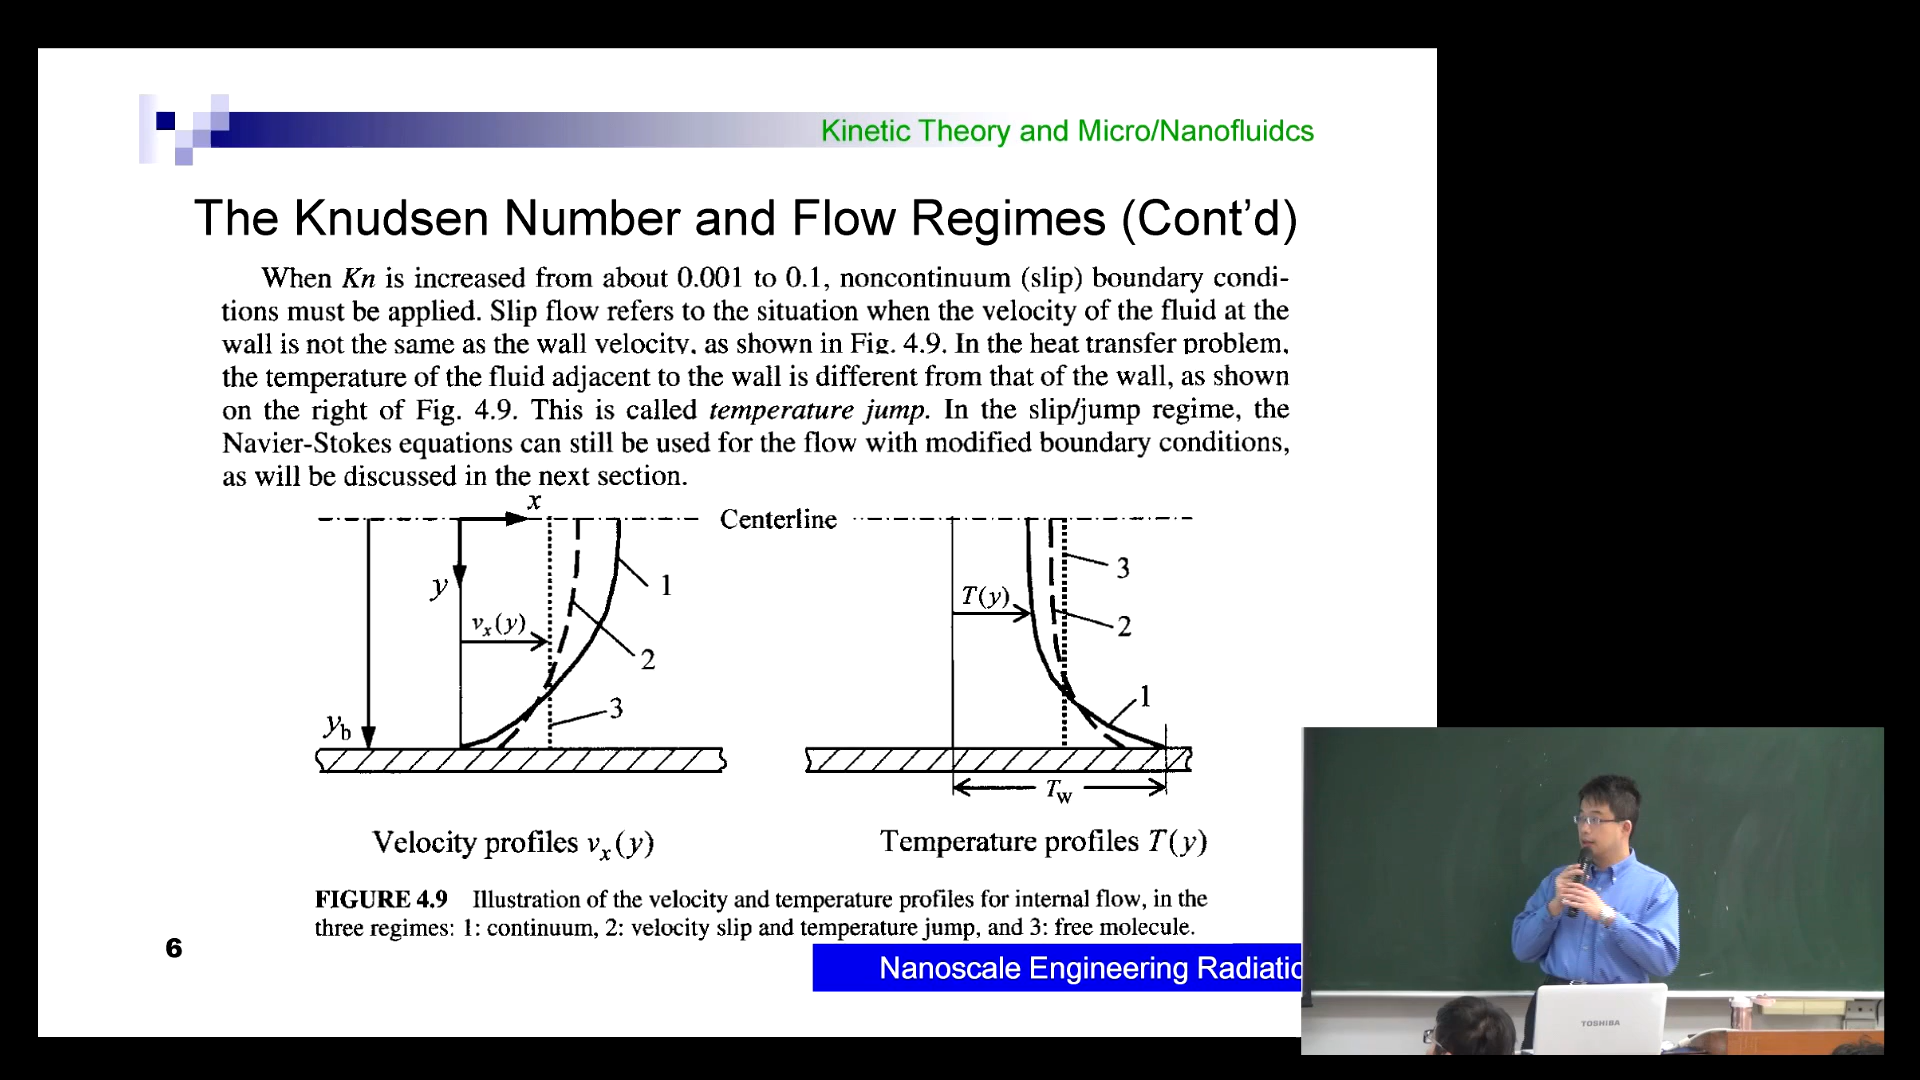 Kinetic Theory and Micro/Nanofluidcs
The Knudsen Number and Flow Regimes (Cont'd)
When Kn is increased from about 0.001 to 0.1, noncontinuum (slip) boundary condi-
tions must be applied. Slip flow refers to the situation when the velocity of the fluid at the
wall is not the same as the wall velocity, as shown in Fig. 4.9. In the heat transfer problem,
the temperature of the fluid adjacent to the wall is different from that of the wall, as shown
on the right of Fig. 4.9. This is called temperature jump. In the slip/jump regime, the
Navier-Stokes equations can still be used for the flow with modified boundary conditions,
as will be discussed in the next section.
x
Centerline
y
1
vx(y)
2
3
yb
T(y)
3
2
1
Tw
Velocity profiles vx(y)
Temperature profiles T(y)
FIGURE 4.9 Illustration of the velocity and temperature profiles for internal flow, in the
three regimes: 1: continuum, 2: velocity slip and temperature jump, and 3: free molecule.
6
Nanoscale Engineering Radiatio
TOSHIBA